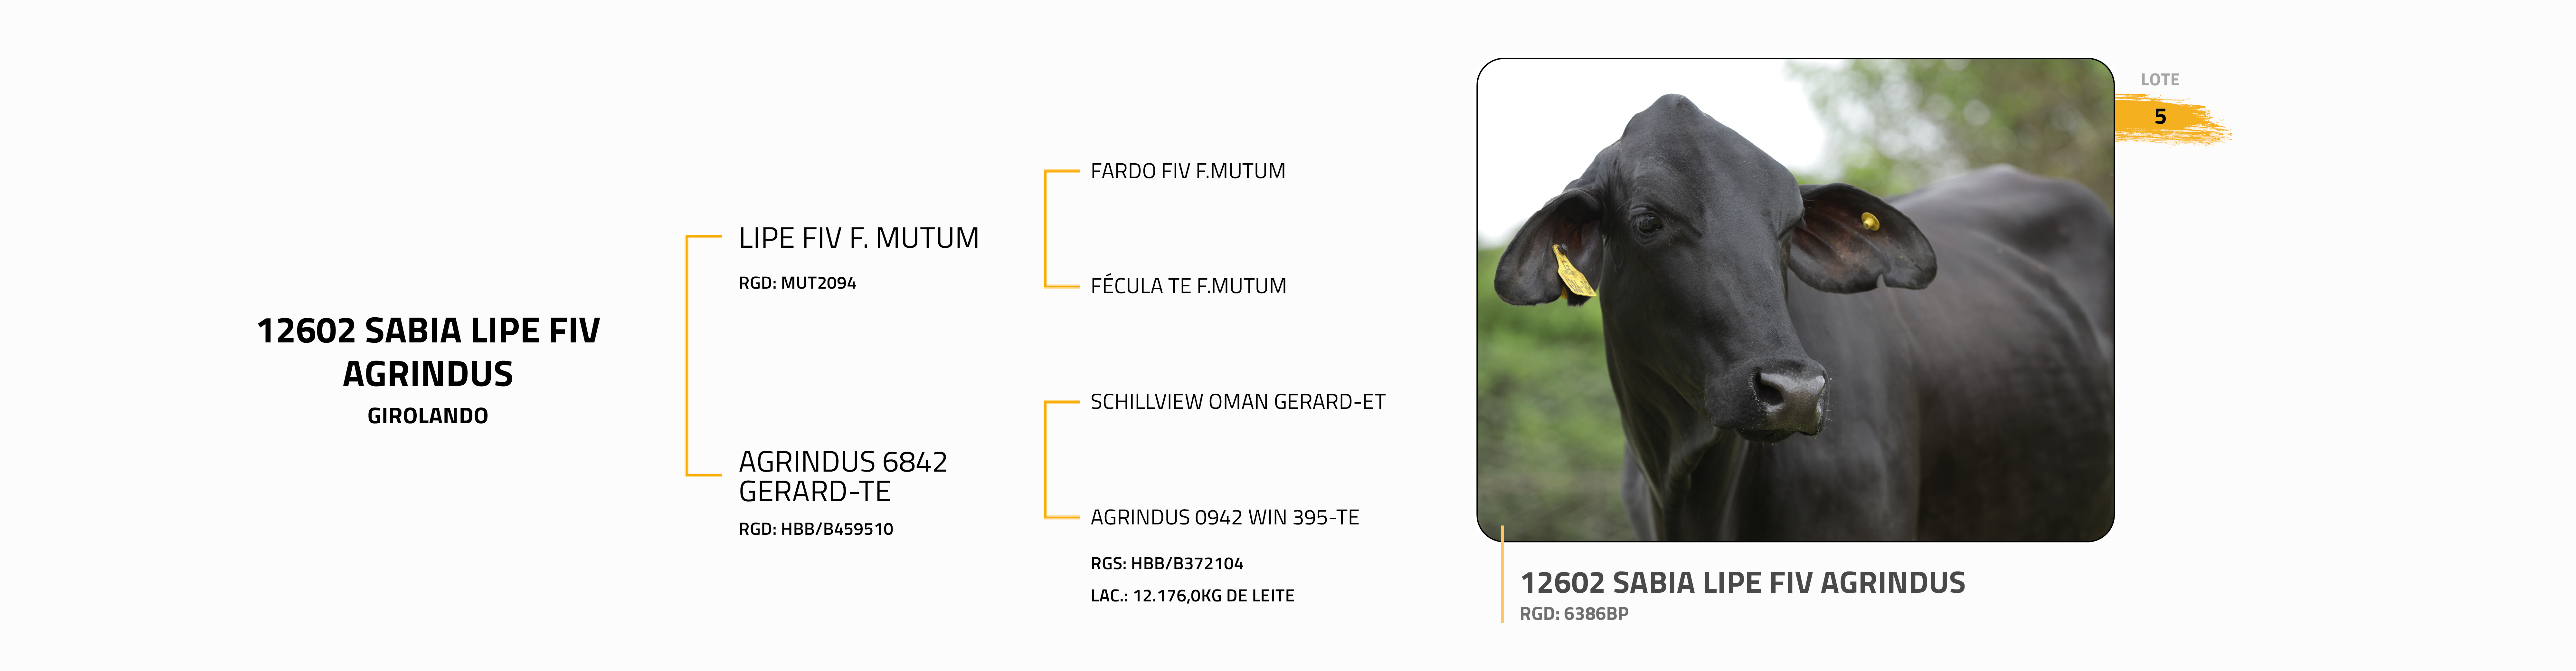 12602 SABIA LIPE FIV
AGRINDUS
GIROLANDO
LIPE FIV F. MUTUM
RGD: MUT2094
AGRINDUS 6842
GERARD-TE
RGD: HBB/B459510
FARDO FIV F.MUTUM
FÉCULA TE F.MUTUM
SCHILLVIEW OMAN GERARD-ET
AGRINDUS 0942 WIN 395-TE
RGS: HBB/B372104
LAC.: 12.176,0KG DE LEITE
LOTE
5
12602 SABIA LIPE FIV AGRINDUS
RGD: 6386BP